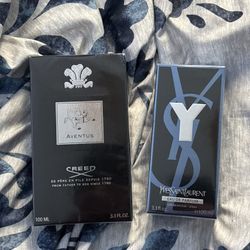 AVENTUS
CREED
DE PÈRE EN FILS DEPUIS 1760
FROM FATHER TO SON SINCE 1760
100 ML
3.3 FL.OZ.
YSL
Y
YVES SAINT LAURENT
EAU DE PARFUM